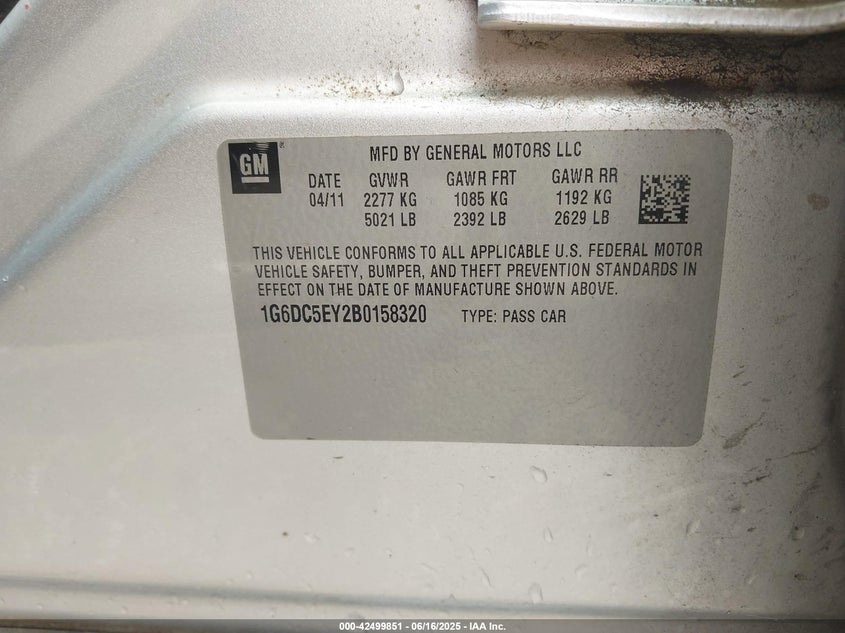 GM
MFD BY GENERAL MOTORS LLC
DATE GVWR GAWR FRT GAWR RR
04/11 2277 KG 1085 KG 1192 KG
5021 LB 2392 LB 2629 LB
THIS VEHICLE CONFORMS TO ALL APPLICABLE U.S. FEDERAL MOTOR
VEHICLE SAFETY, BUMPER, AND THEFT PREVENTION STANDARDS IN
EFFECT ON THE DATE OF MANUFACTURE SHOWN ABOVE.
1G6DC5EY2B0158320 TYPE: PASS CAR
000-42499851 - 06/16/2025 - IAA Inc.